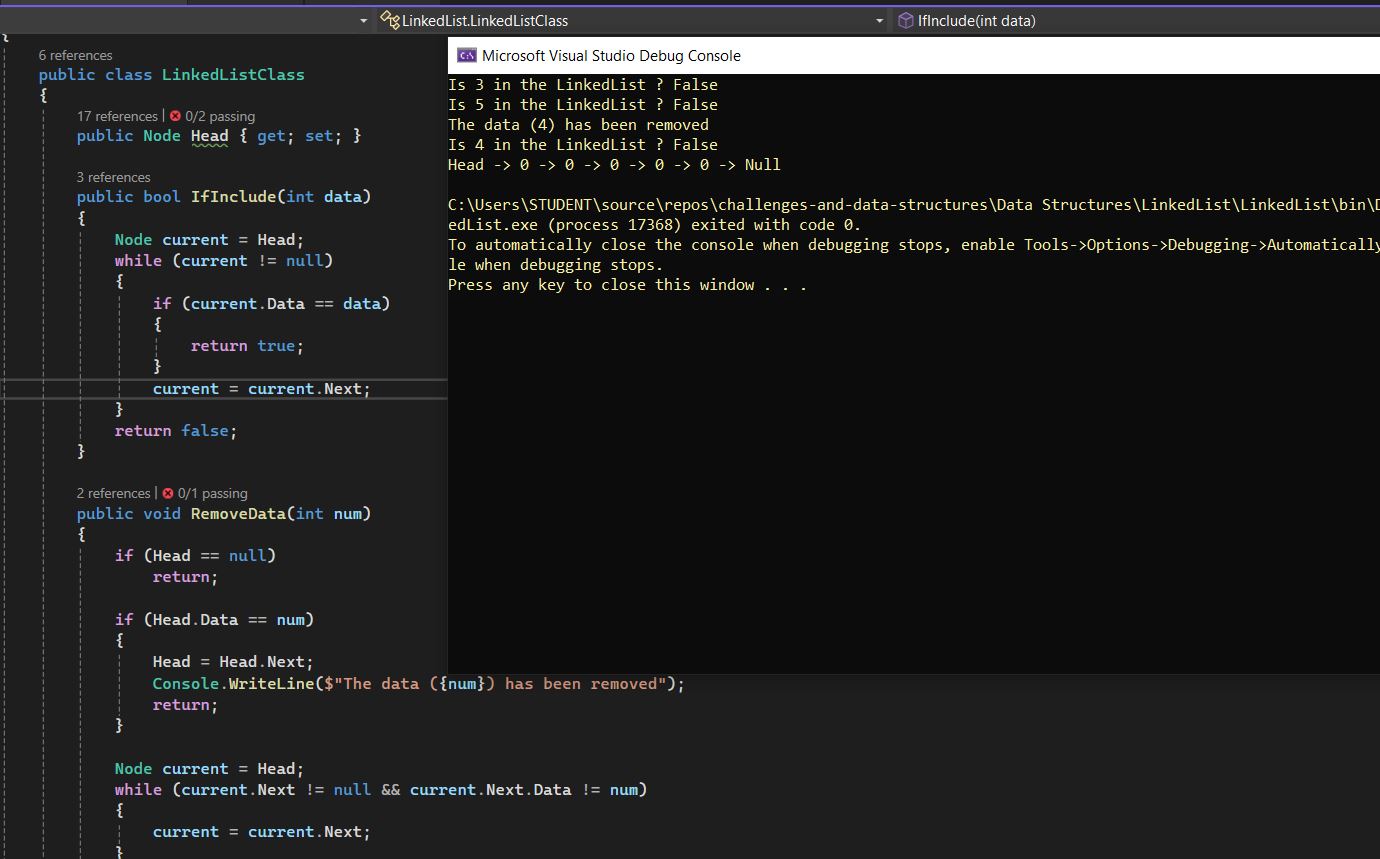 LinkedList.LinkedListClass
IfInclude(int data)
{
6 references
public class LinkedListClass
{
17 references | 0/2 passing
public Node Head { get; set; }
3 references
public bool IfInclude(int data)
{
Node current = Head;
while (current != null)
{
if (current.Data == data)
{
return true;
}
current = current.Next;
}
return false;
}
2 references | 0/1 passing
public void RemoveData(int num)
{
if (Head == null)
return;
if (Head.Data == num)
{
Head = Head.Next;
Console.WriteLine($"The data ({num}) has been removed");
return;
}
Node current = Head;
while (current.Next != null && current.Next.Data != num)
{
current = current.Next;
}
Microsoft Visual Studio Debug Console
Is 3 in the LinkedList ? False
Is 5 in the LinkedList ? False
The data (4) has been removed
Is 4 in the LinkedList ? False
Head -> 0 -> 0 -> 0 -> 0 -> 0 -> Null
C:\Users\STUDENT\source\repos\challenges-and-data-structures\Data Structures\LinkedList\LinkedList\bin\D
edList.exe (process 17368) exited with code 0.
To automatically close the console when debugging stops, enable Tools->Options->Debugging->Automatically
le when debugging stops.
Press any key to close this window . . .